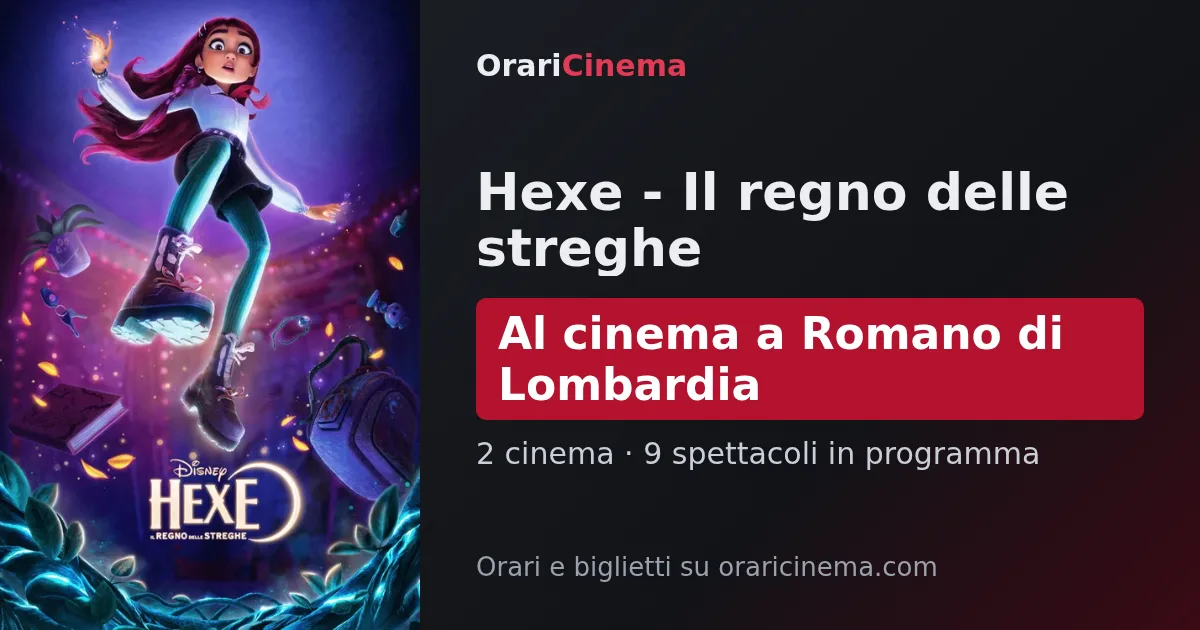 Disney
HEXE
IL REGNO DELLE STREGHE
OrariCinema
Hexe - Il regno delle
streghe
Al cinema a Romano di
Lombardia
2 cinema · 9 spettacoli in programma
Orari e biglietti su oraricinema.com